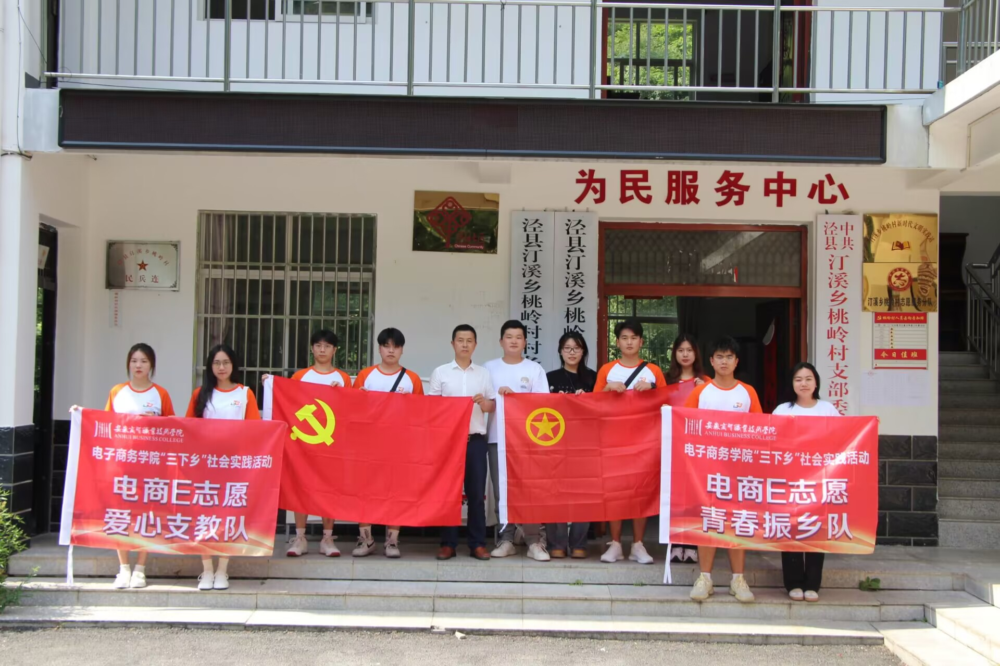 为民服务中心
泾县汀溪乡桃岭村
民兵连
Chinese Community
泾县汀溪乡桃岭村村
泾县汀溪乡桃岭
中共
泾县
汀溪乡桃岭村支部委
汀溪乡桃岭村新时代文明实践站
汀溪乡桃岭村志愿服务分队
今日值班
安徽商贸职业技术学院
ANHUI BUSINESS COLLEGE
电子商务学院“三下乡”社会实践活动
电商E志愿
爱心支教队
安徽商贸职业技术学院
ANHUI BUSINESS COLLEGE
电子商务学院“三下乡”社会实践活动
电商E志愿
青春振乡队